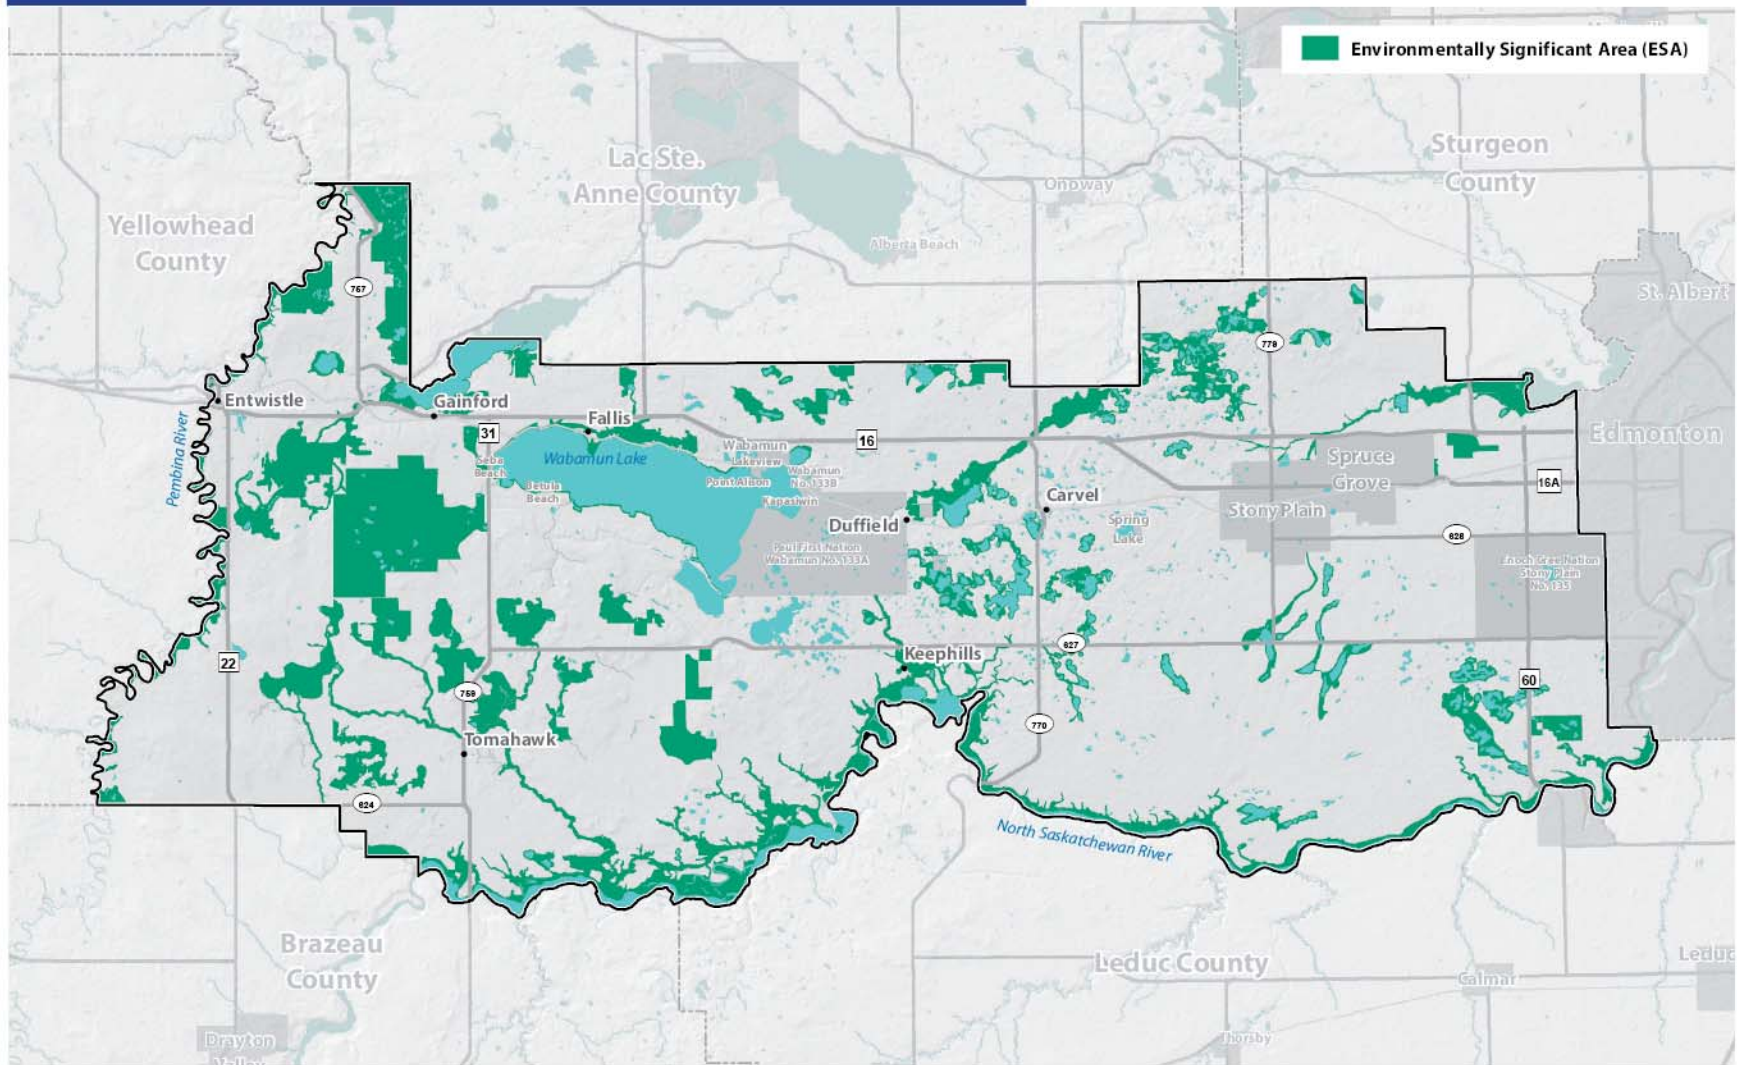 Environmentally Significant Area (ESA)
Sturgeon
County
Lac Ste.
Anne County
Onoway
Yellowhead
County
Alberta Beach
St. Albert
767
778
Entwistle
Gainford
Fallis
31
16
Edmonton
Pembina River
Seba
Beach
Wabamun Lake
Betula
Beach
Wabamun
Lakeview
Point Alison
Wabamun
No. 133B
Kapasiwin
Spruce
Grove
16A
Carvel
Duffield
Spring
Lake
Stony Plain
628
Paul First Nation
Wabamun No. 133A
Enoch Cree Nation
Stony Plain
No. 135
22
627
Keephills
60
759
770
Tomahawk
624
North Saskatchewan River
Brazeau
County
Leduc County
Leduc
Calmar
Drayton
Thorsby